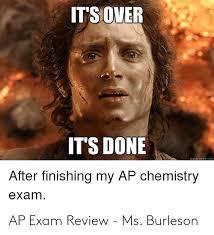 IT'S OVER
IT'S DONE
After finishing my AP chemistry
exam.
AP Exam Review - Ms. Burleson